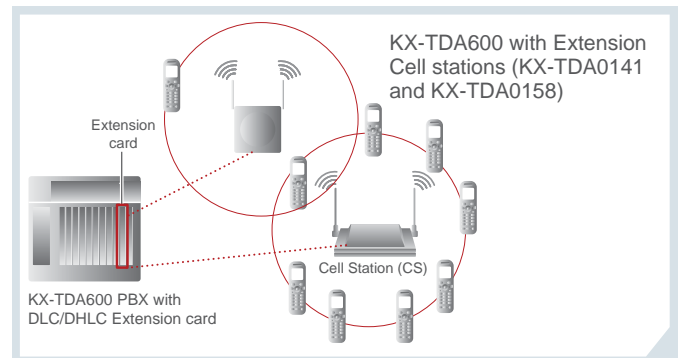 KX-TDA600 with Extension
Cell stations (KX-TDA0141
and KX-TDA0158)
Extension
card
Cell Station (CS)
KX-TDA600 PBX with
DLC/DHLC Extension card